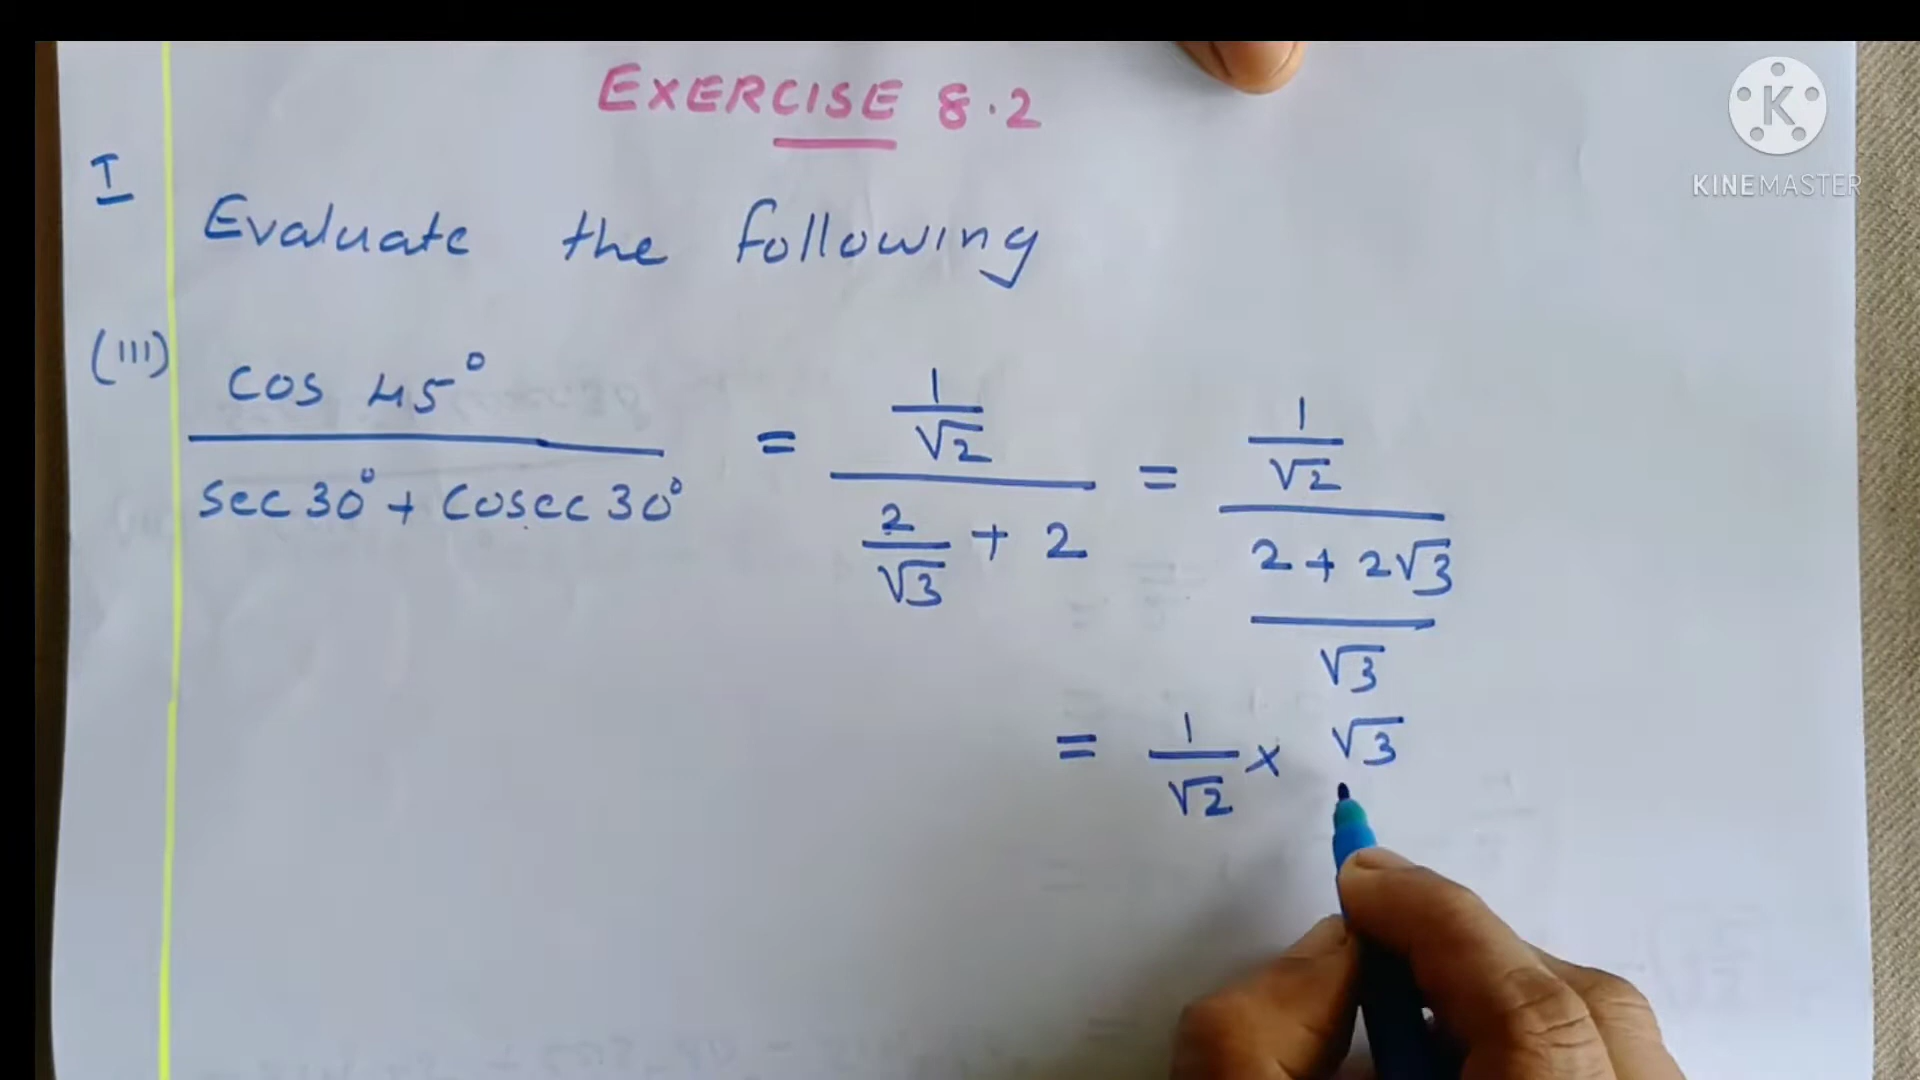 EXERCISE 8.2
KINEMASTER
I
Evaluate the following
(III) cos 45° / sec 30° + cosec 30° = 1/√2 / 2/√3 + 2 = 1/√2 / 2 + 2√3 / √3
= 1/√2 × √3